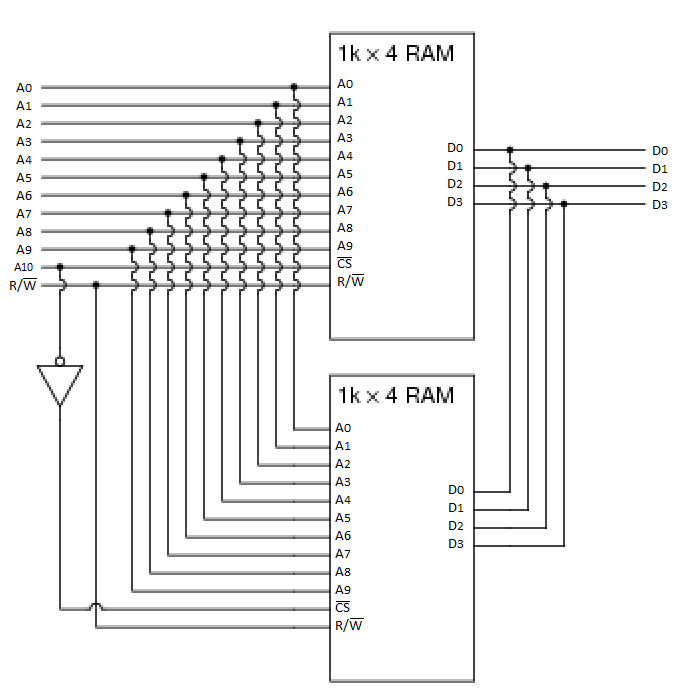 1k × 4 RAM
A0 A0
A1 A1
A2 A2
A3 A3
A4 A4 D0 D0
A5 A5 D1 D1
A6 A6 D2 D2
A7 A7 D3 D3
A8 A8
A9 A9
A10 C̅S̅
R/W̅ R/W̅
1k × 4 RAM
A0
A1
A2
A3
A4 D0
A5 D1
A6 D2
A7 D3
A8
A9
C̅S̅
R/W̅